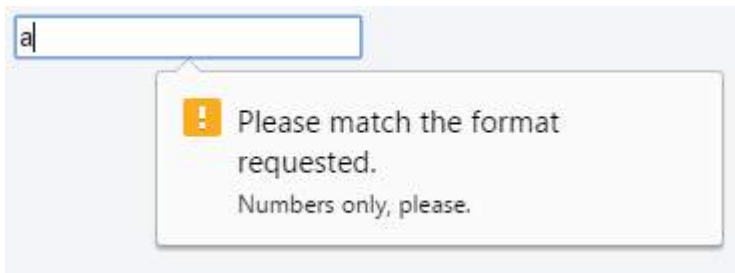 a
Please match the format
requested.
Numbers only, please.